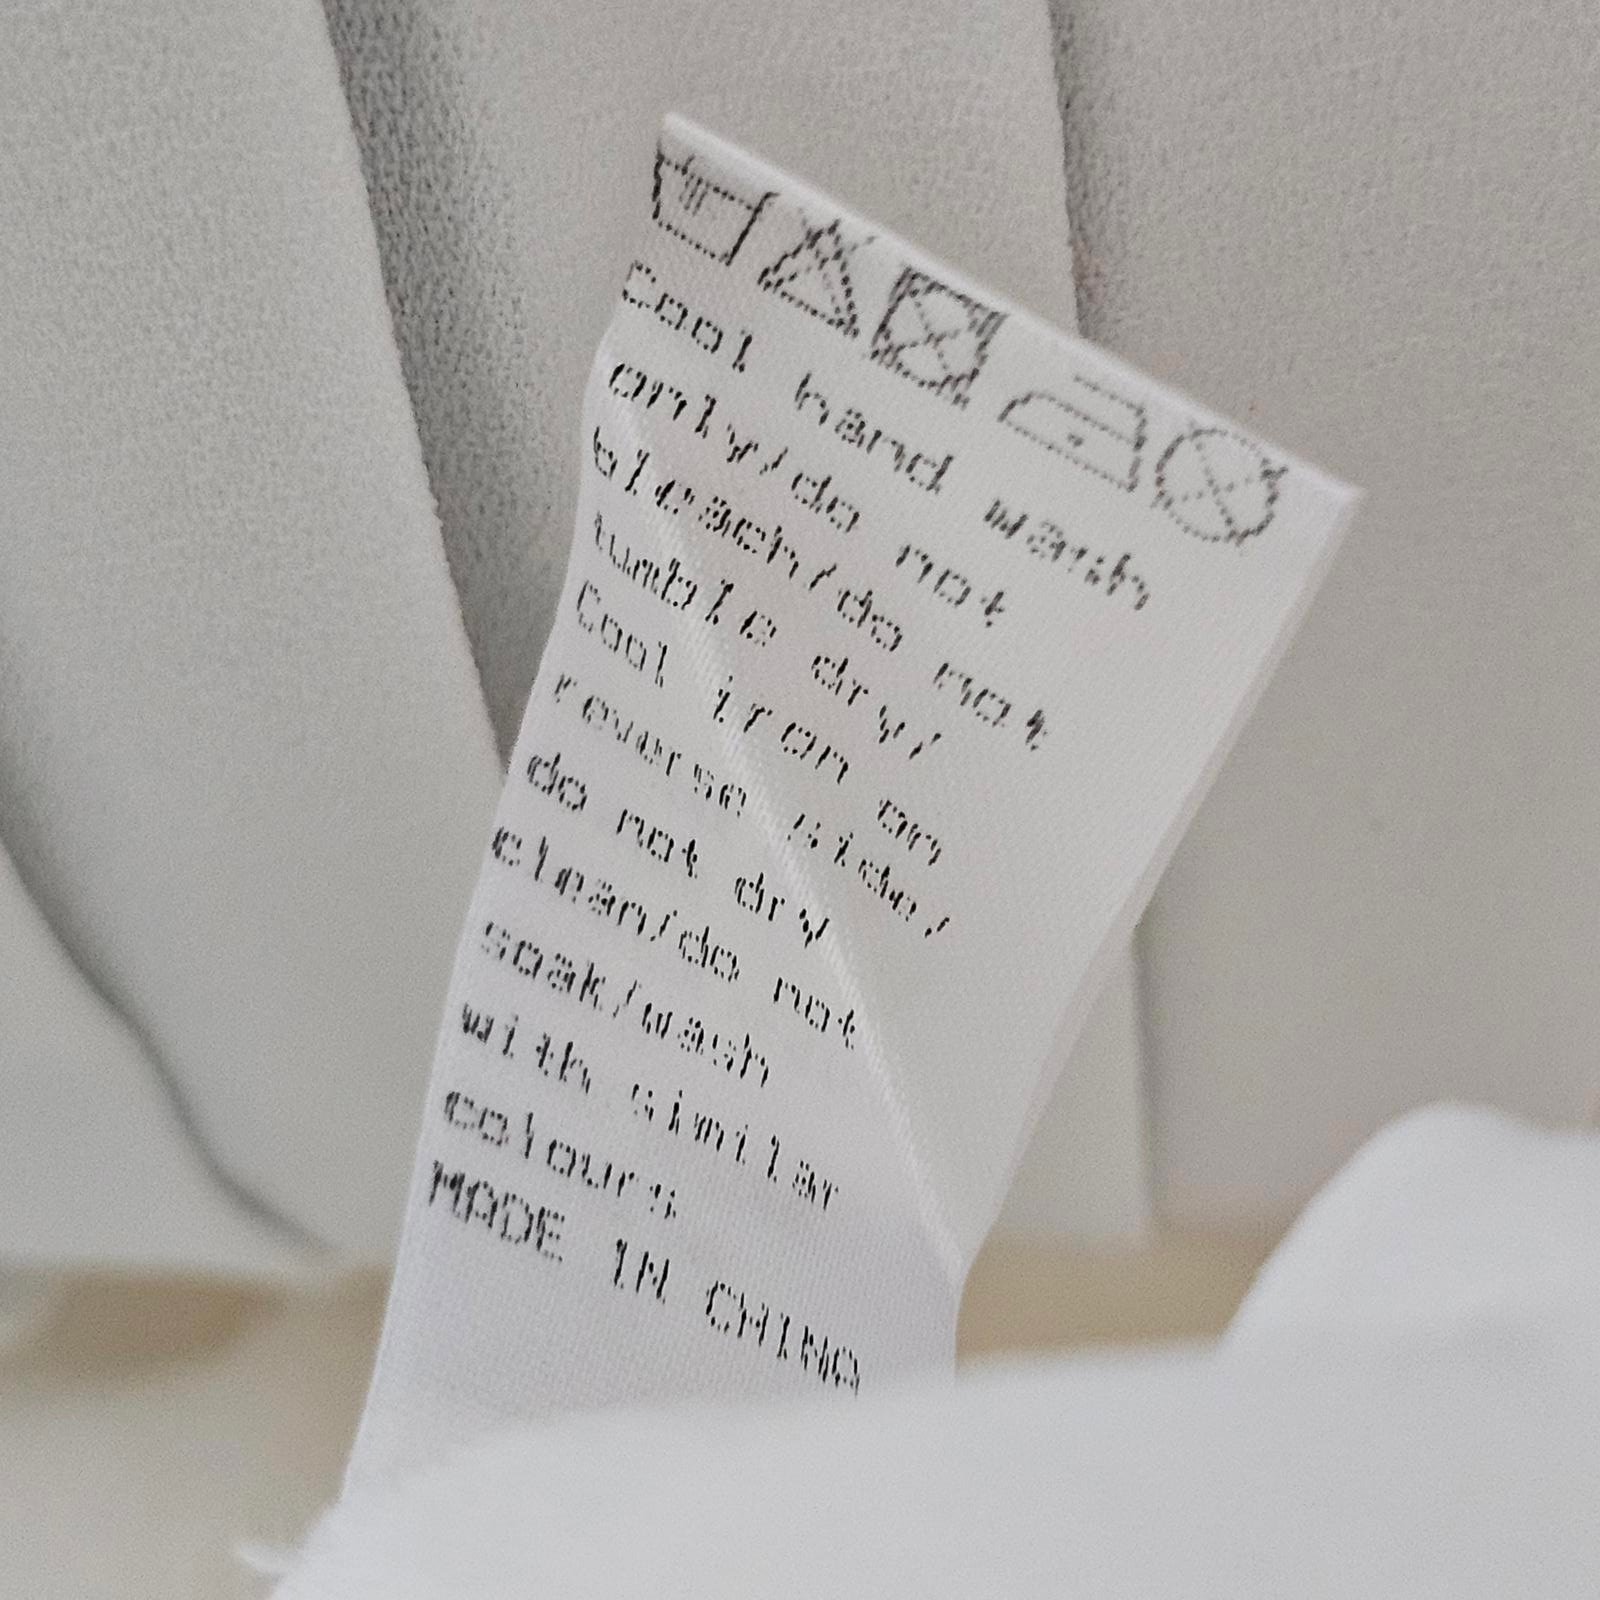 Cool hand wash
only/do not
bleach/do not
tumble dry/
Cool iron on
reverse side/
do not dry
clean/do not
soak/wash
with similar
colours
MADE IN CHINA